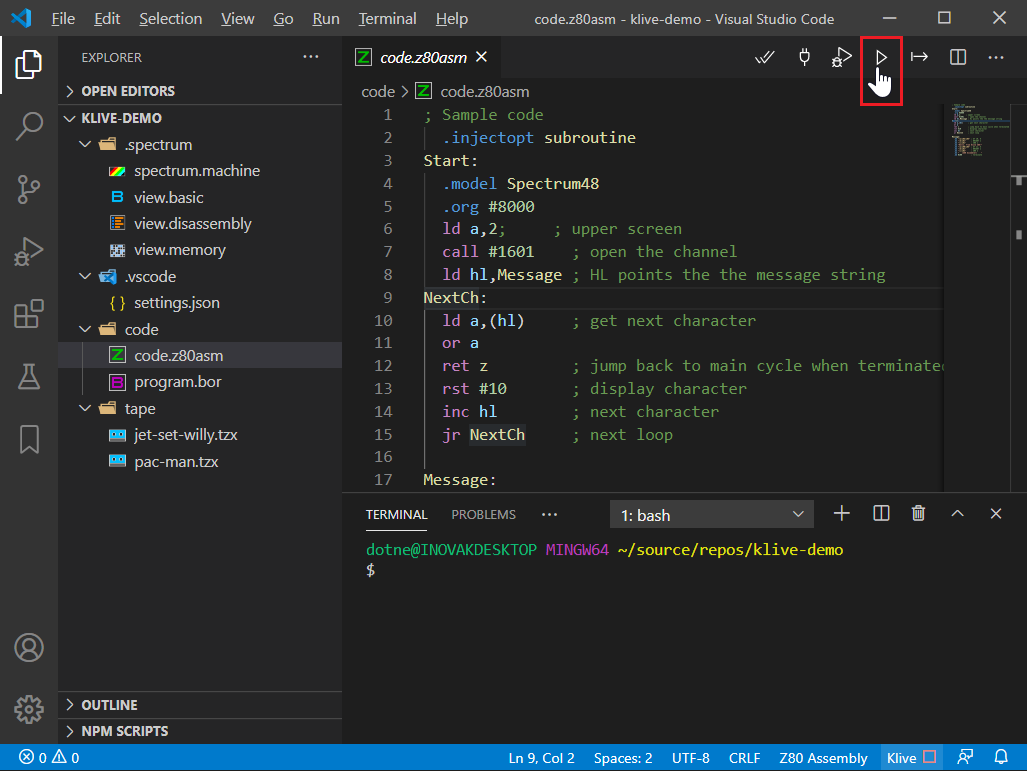 File Edit Selection View Go Run Terminal Help code.z80asm - klive-demo - Visual Studio Code
EXPLORER
OPEN EDITORS
KLIVE-DEMO
.spectrum
spectrum.machine
view.basic
view.disassembly
view.memory
.vscode
settings.json
code
code.z80asm
program.bor
tape
jet-set-willy.tzx
pac-man.tzx
OUTLINE
NPM SCRIPTS
code.z80asm
code > code.z80asm
1 ; Sample code
2 .injectopt subroutine
3 Start:
4 .model Spectrum48
5 .org #8000
6 ld a,2; ; upper screen
7 call #1601 ; open the channel
8 ld hl,Message ; HL points the the message string
9 NextCh:
10 ld a,(hl) ; get next character
11 or a
12 ret z ; jump back to main cycle when terminated
13 rst #10 ; display character
14 inc hl ; next character
15 jr NextCh ; next loop
16
17 Message:
TERMINAL PROBLEMS ··· 1: bash
dotne@INOVAKDESKTOP MINGW64 ~/source/repos/klive-demo
$
0 0 Ln 9, Col 2 Spaces: 2 UTF-8 CRLF Z80 Assembly Klive